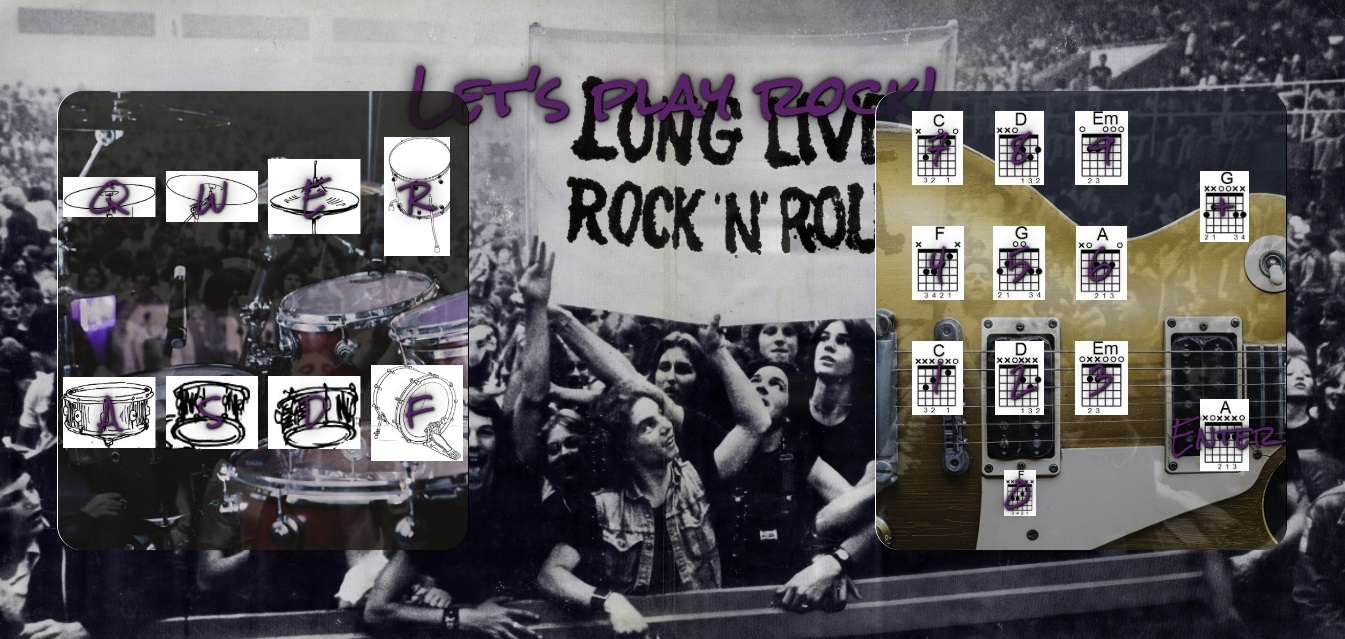 Let's play rock!
LONG LIVE
ROCK 'N' ROLL
Q W E R
A S D F
C D Em
7 8 9
G
+
F G A
4 5 6
C D Em
1 2 3
A
Enter
F
0